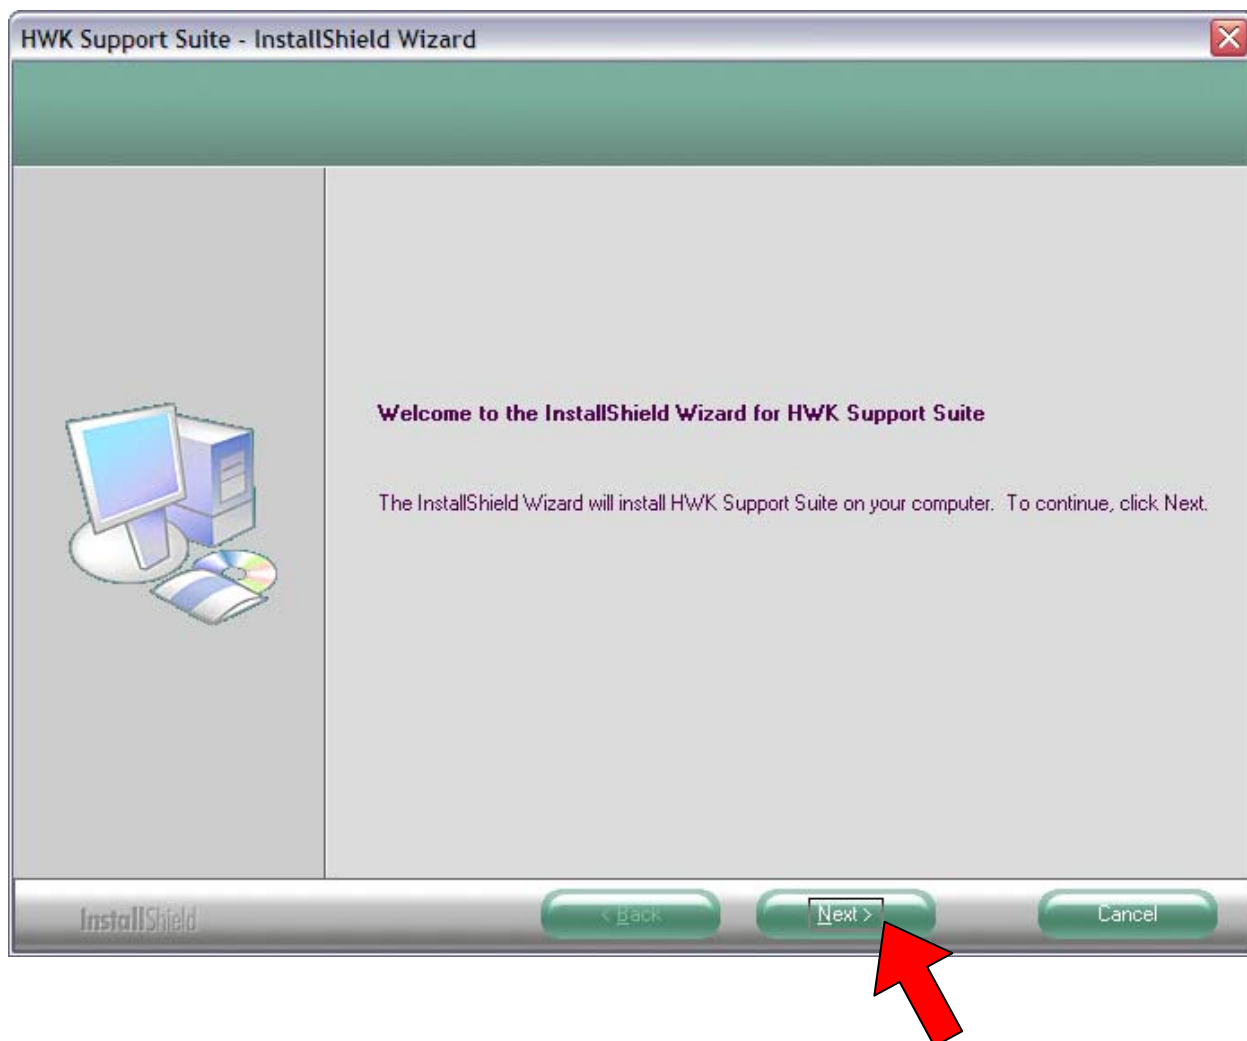 HWK Support Suite - InstallShield Wizard
Welcome to the InstallShield Wizard for HWK Support Suite
The InstallShield Wizard will install HWK Support Suite on your computer. To continue, click Next.
InstallShield
< Back
Next >
Cancel